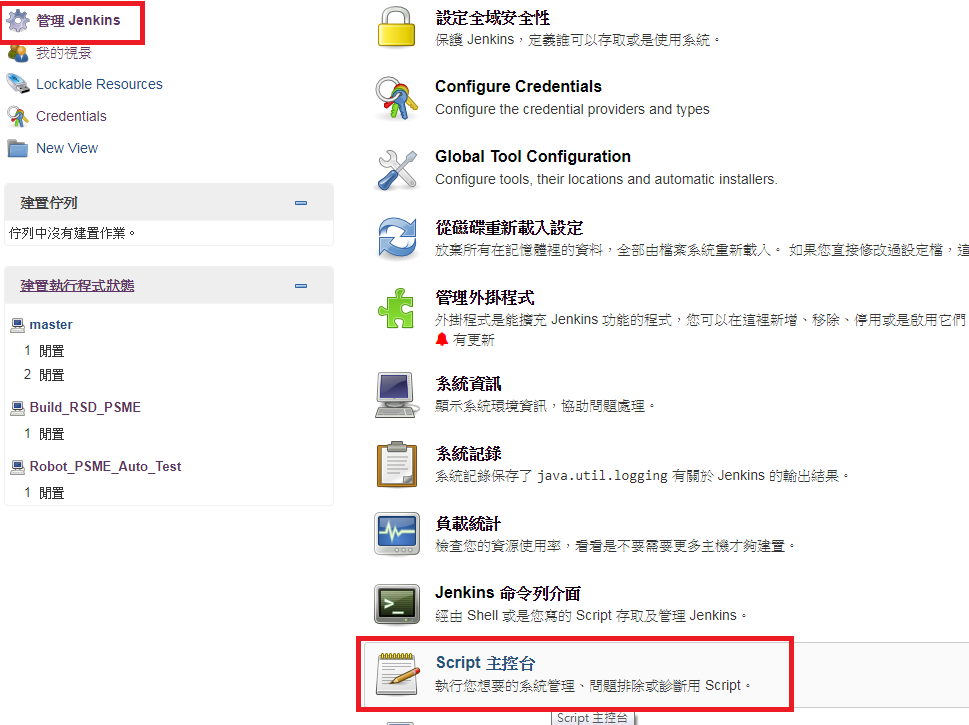 管理 Jenkins
我的視景
Lockable Resources
Credentials
New View
建置佇列
佇列中沒有建置作業。
建置執行程式狀態
master
1 閒置
2 閒置
Build_RSD_PSME
1 閒置
Robot_PSME_Auto_Test
1 閒置
設定全域安全性
保護 Jenkins，定義誰可以存取或是使用系統。
Configure Credentials
Configure the credential providers and types
Global Tool Configuration
Configure tools, their locations and automatic installers.
從磁碟重新載入設定
放棄所有在記憶體裡的資料，全部由檔案系統重新載入。 如果您直接修改過設定檔，這
管理外掛程式
外掛程式是能擴充 Jenkins 功能的程式，您可以在這裡新增、移除、停用或是啟用它們
有更新
系統資訊
顯示系統環境資訊，協助問題處理。
系統記錄
系統記錄保存了 java.util.logging 有關於 Jenkins 的輸出結果。
負載統計
檢查您的資源使用率，看看是不要需要更多主機才夠建置。
Jenkins 命令列介面
經由 Shell 或是您寫的 Script 存取及管理 Jenkins。
Script 主控台
執行您想要的系統管理、問題排除或診斷用 Script。
Script 主控台